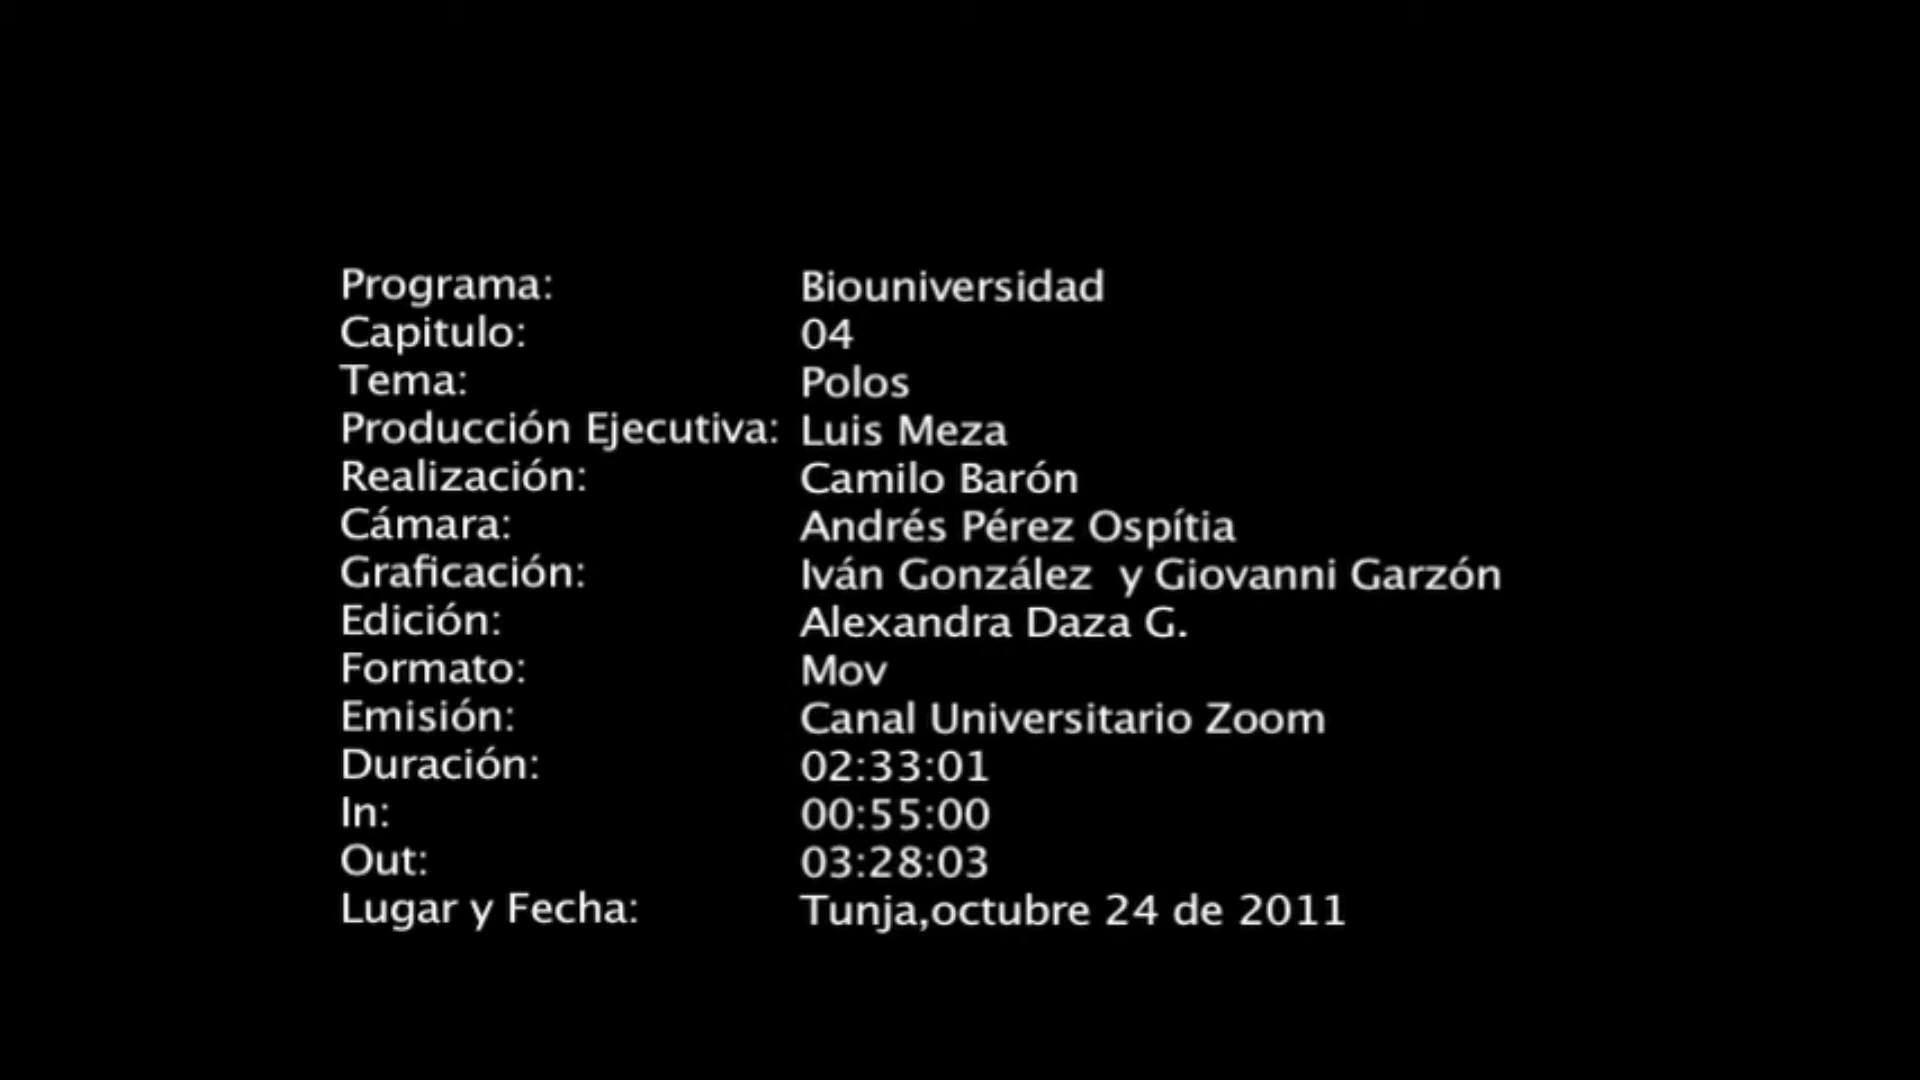 Programa: Biouniversidad
Capitulo: 04
Tema: Polos
Producción Ejecutiva: Luis Meza
Realización: Camilo Barón
Cámara: Andrés Pérez Ospítia
Graficación: Iván González  y Giovanni Garzón
Edición: Alexandra Daza G.
Formato: Mov
Emisión: Canal Universitario Zoom
Duración: 02:33:01
In: 00:55:00
Out: 03:28:03
Lugar y Fecha: Tunja,octubre 24 de 2011